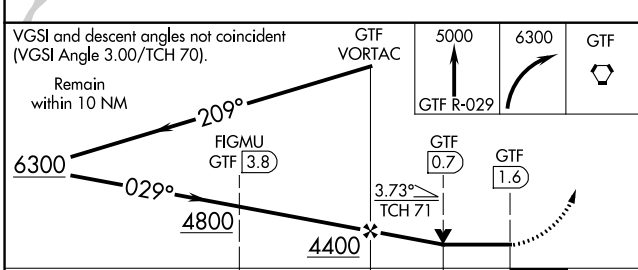 VGSI and descent angles not coincident
(VGSI Angle 3.00/TCH 70).
Remain
within 10 NM
GTF
VORTAC
5000
GTF R-029
6300
GTF
209°
6300
029°
FIGMU
GTF 3.8
4800
4400
3.73°
TCH 71
GTF
0.7
GTF
1.6